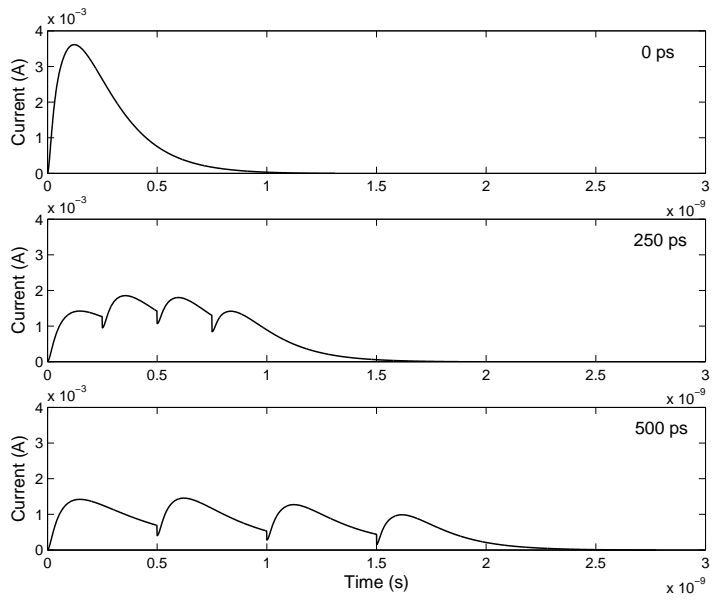 x 10⁻³
4
3
2
1
0
Current (A)
0 ps
0 0.5 1 1.5 2 2.5 3
x 10⁻⁹
x 10⁻³
4
3
2
1
0
Current (A)
250 ps
0 0.5 1 1.5 2 2.5 3
x 10⁻⁹
x 10⁻³
4
3
2
1
0
Current (A)
500 ps
0 0.5 1 1.5 2 2.5 3
Time (s)
x 10⁻⁹